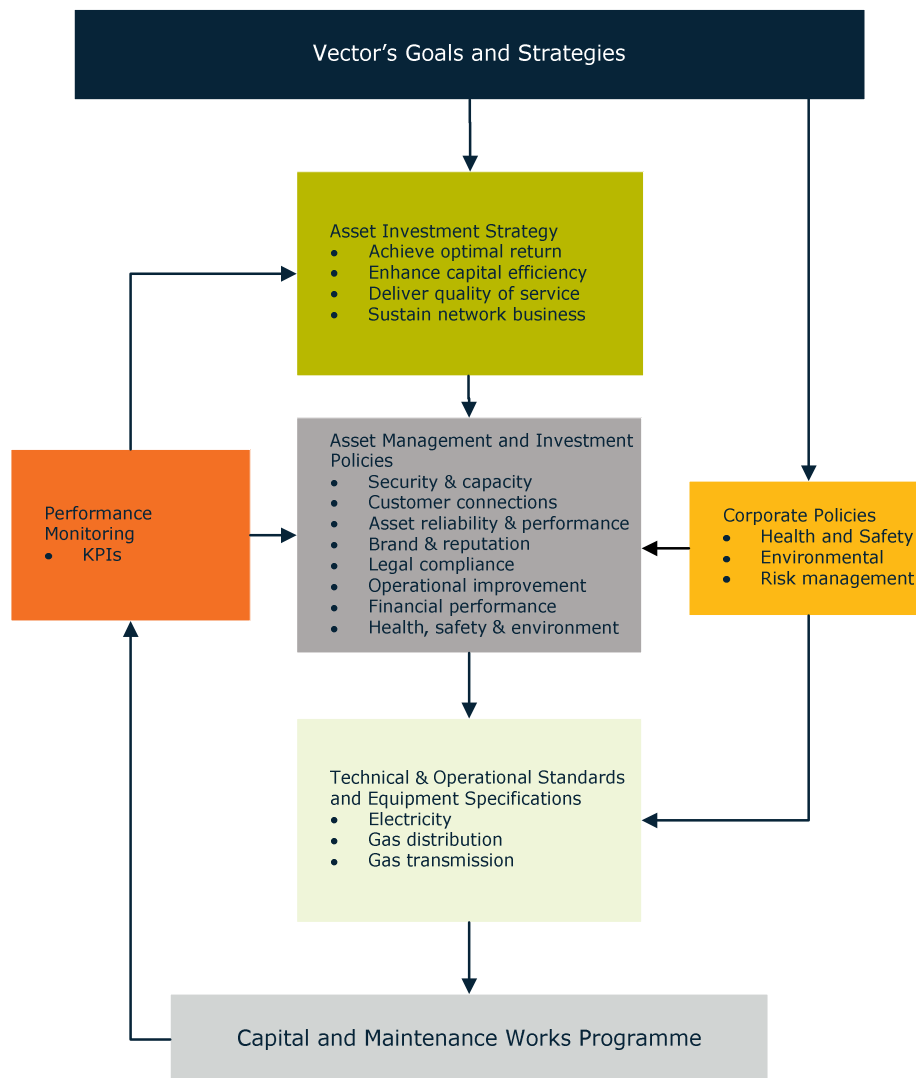 Vector’s Goals and Strategies
Asset Investment Strategy
● Achieve optimal return
● Enhance capital efficiency
● Deliver quality of service
● Sustain network business
Asset Management and Investment
Policies
● Security & capacity
● Customer connections
● Asset reliability & performance
● Brand & reputation
● Legal compliance
● Operational improvement
● Financial performance
● Health, safety & environment
Performance
Monitoring
● KPIs
Corporate Policies
● Health and Safety
● Environmental
● Risk management
Technical & Operational Standards
and Equipment Specifications
● Electricity
● Gas distribution
● Gas transmission
Capital and Maintenance Works Programme